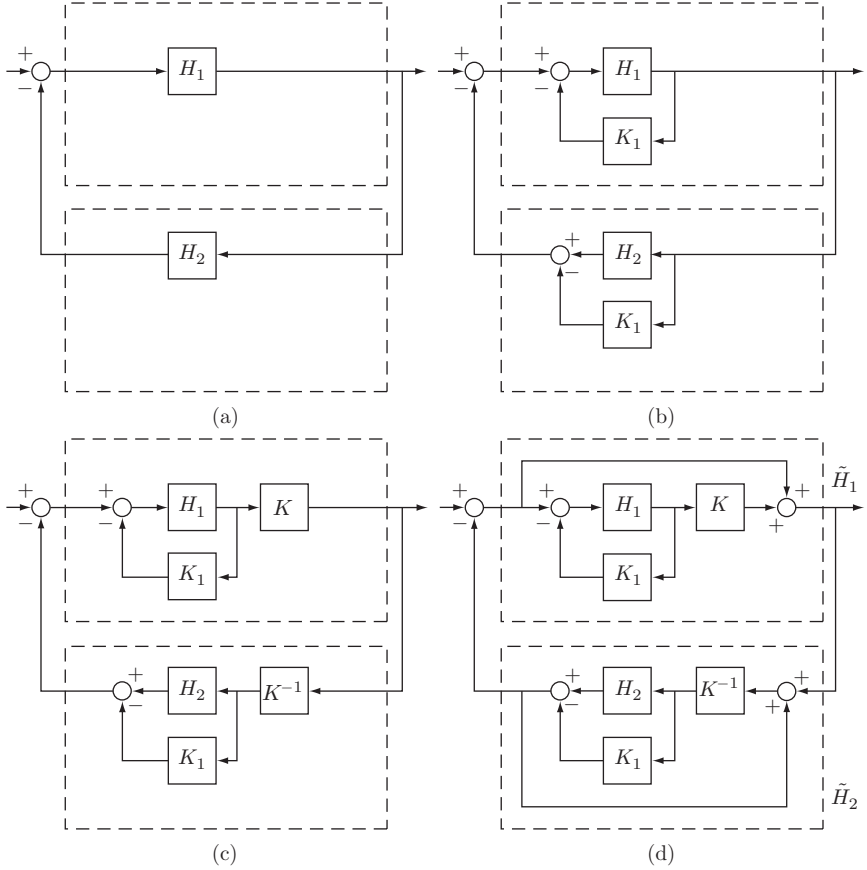 +
−
H₁
H₂
(a)
+
−
+
−
H₁
K₁
+
−
H₂
K₁
(b)
+
−
+
−
H₁
K
K₁
+
−
H₂
K⁻¹
K₁
(c)
+
−
+
−
H₁
K
+
+
H̃₁
K₁
+
−
H₂
K⁻¹
+
+
K₁
H̃₂
(d)